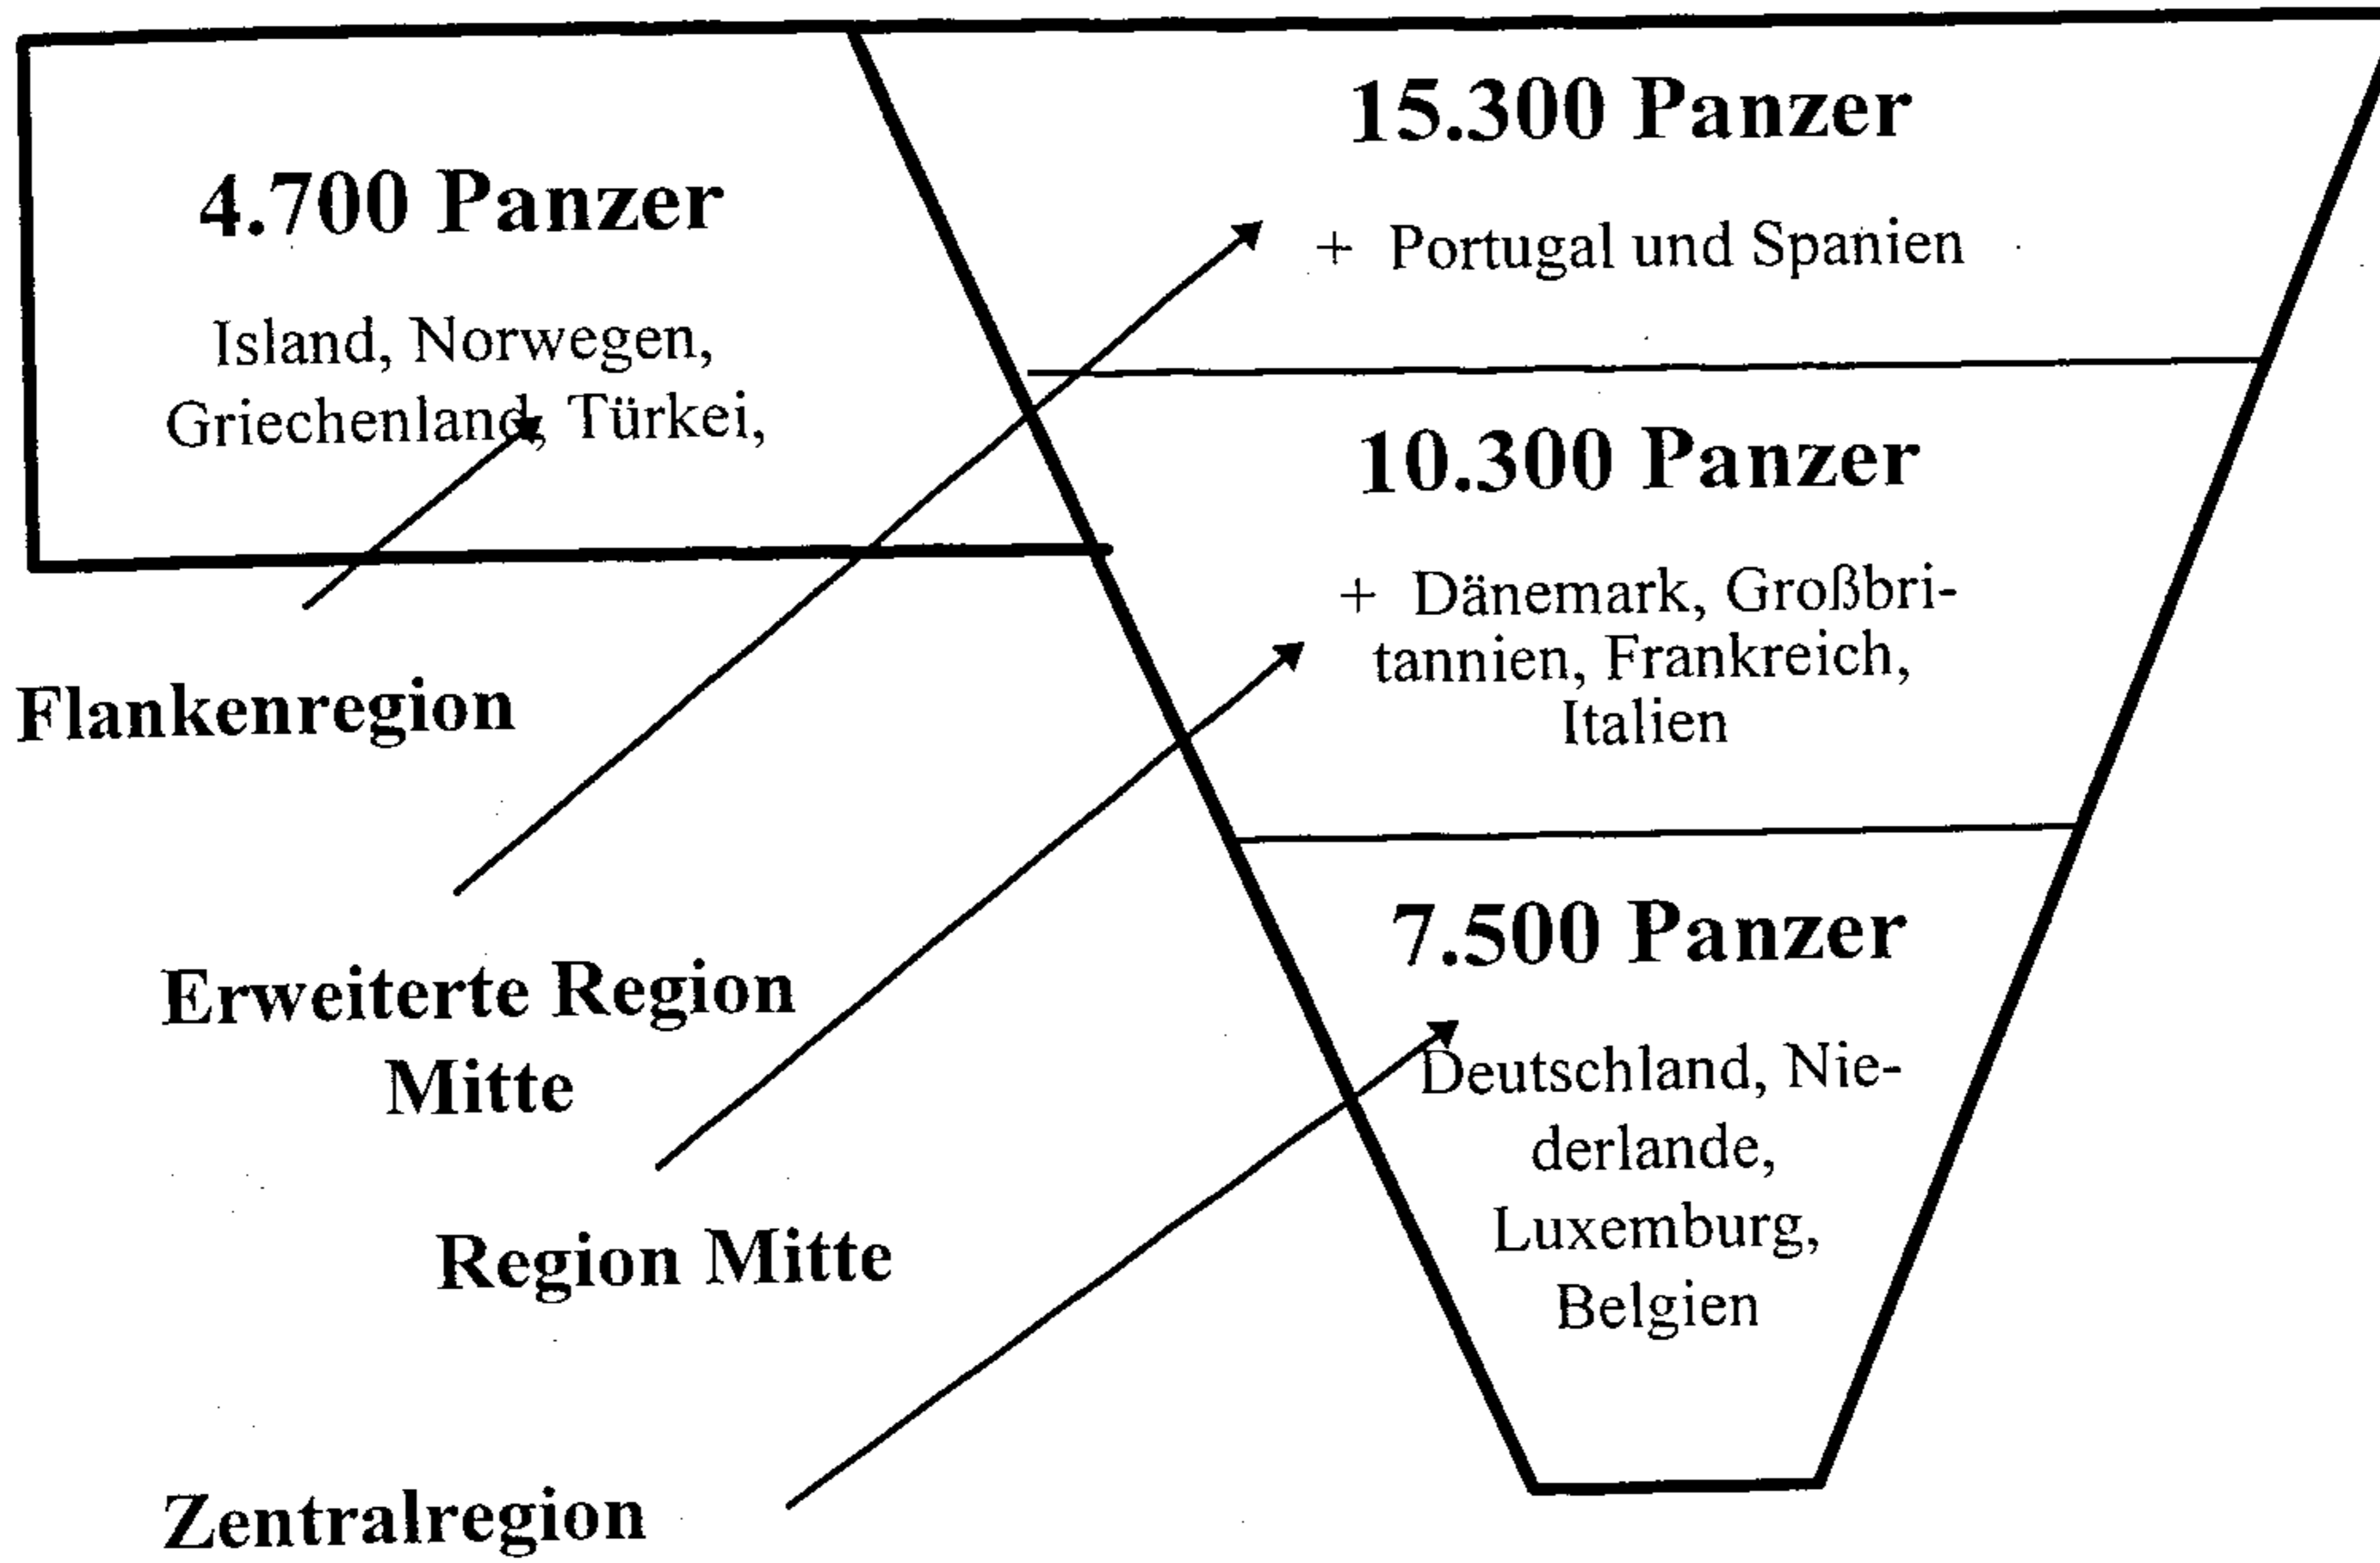 4.700 Panzer
Island, Norwegen,
Griechenland, Türkei,
15.300 Panzer
+ Portugal und Spanien
10.300 Panzer
+ Dänemark, Großbri-
tannien, Frankreich,
Italien
7.500 Panzer
Deutschland, Nie-
derlande,
Luxemburg,
Belgien
Flankenregion
Erweiterte Region
Mitte
Region Mitte
Zentralregion